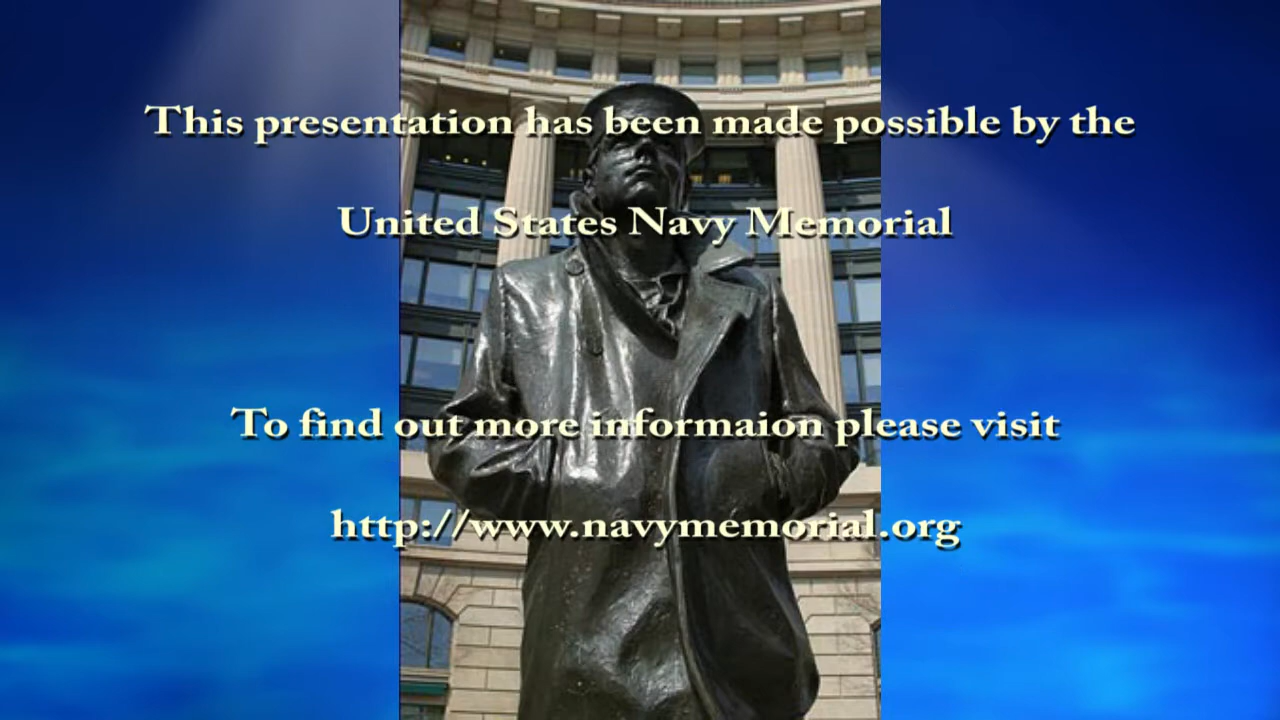 This presentation has been made possible by the
United States Navy Memorial
To find out more informaion please visit
http://www.navymemorial.org